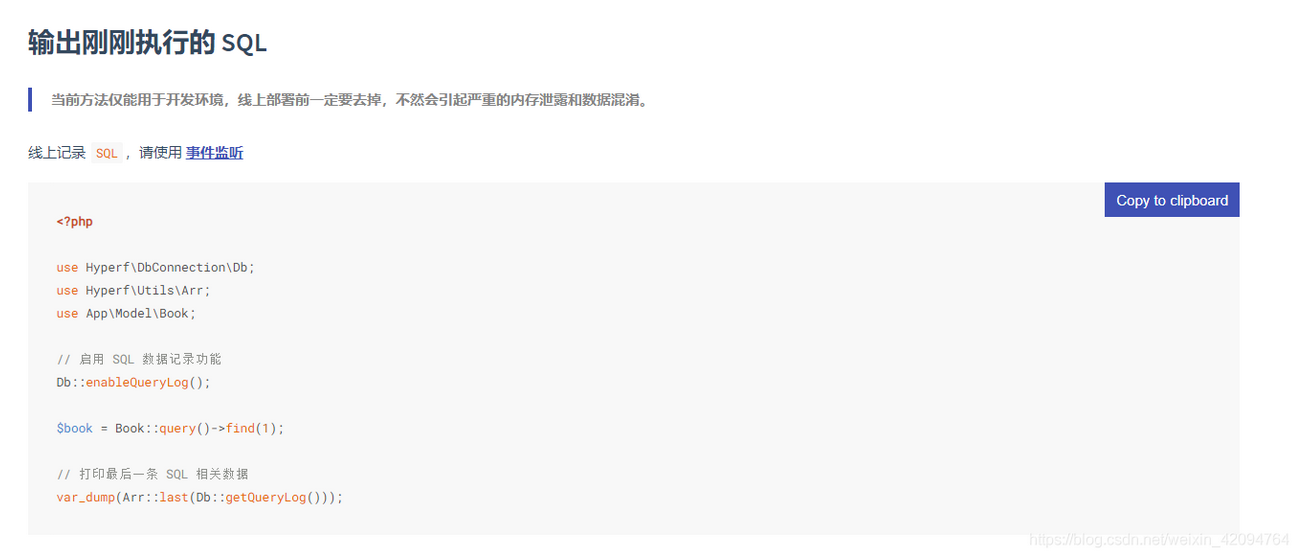 输出刚刚执行的 SQL
当前方法仅能用于开发环境，线上部署前一定要去掉，不然会引起严重的内存泄露和数据混淆。
线上记录 SQL ，请使用 事件监听
Copy to clipboard
<?php
use Hyperf\DbConnection\Db;
use Hyperf\Utils\Arr;
use App\Model\Book;
// 启用 SQL 数据记录功能
Db::enableQueryLog();
$book = Book::query()->find(1);
// 打印最后一条 SQL 相关数据
var_dump(Arr::last(Db::getQueryLog()));
https://blog.csdn.net/weixin_42094764